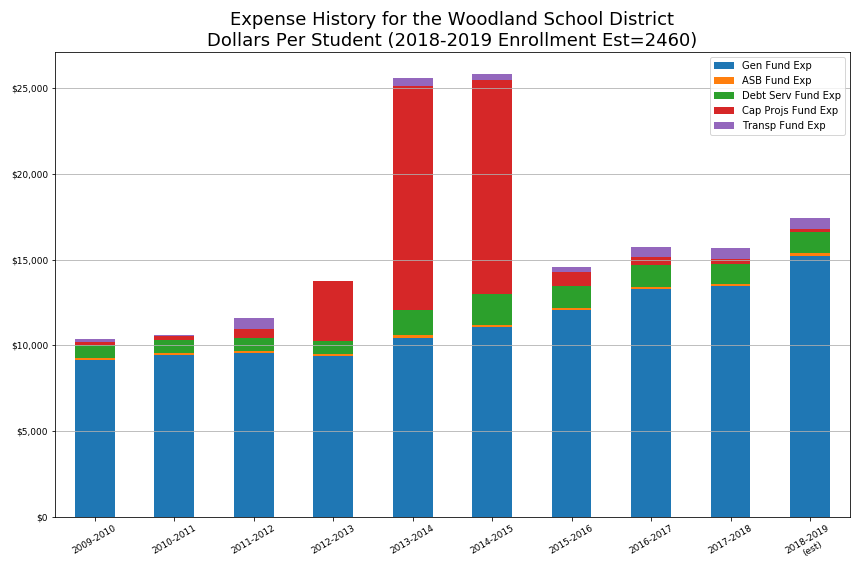 Expense History for the Woodland School District
Dollars Per Student (2018-2019 Enrollment Est=2460)
Gen Fund Exp
ASB Fund Exp
Debt Serv Fund Exp
Cap Projs Fund Exp
Transp Fund Exp
$25,000
$20,000
$15,000
$10,000
$5,000
$0
2009-2010
2010-2011
2011-2012
2012-2013
2013-2014
2014-2015
2015-2016
2016-2017
2017-2018
2018-2019
(est)